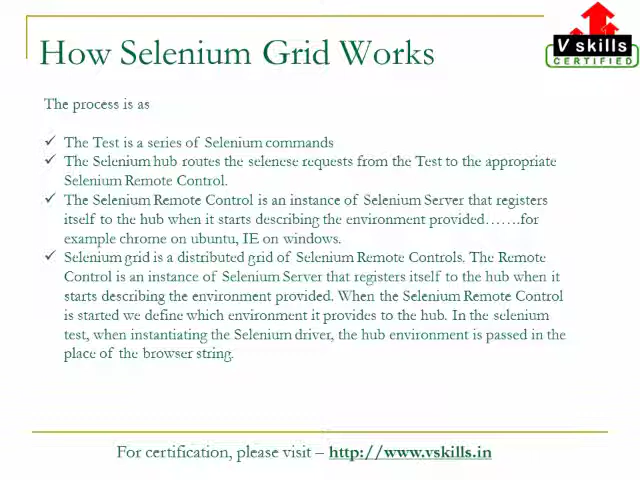 V skills
CERTIFIED
How Selenium Grid Works
The process is as
✓ The Test is a series of Selenium commands
✓ The Selenium hub routes the selenese requests from the Test to the appropriate
Selenium Remote Control.
✓ The Selenium Remote Control is an instance of Selenium Server that registers
itself to the hub when it starts describing the environment provided…….for
example chrome on ubuntu, IE on windows.
✓ Selenium grid is a distributed grid of Selenium Remote Controls. The Remote
Control is an instance of Selenium Server that registers itself to the hub when it
starts describing the environment provided. When the Selenium Remote Control
is started we define which environment it provides to the hub. In the selenium
test, when instantiating the Selenium driver, the hub environment is passed in the
place of the browser string.
For certification, please visit – http://www.vskills.in